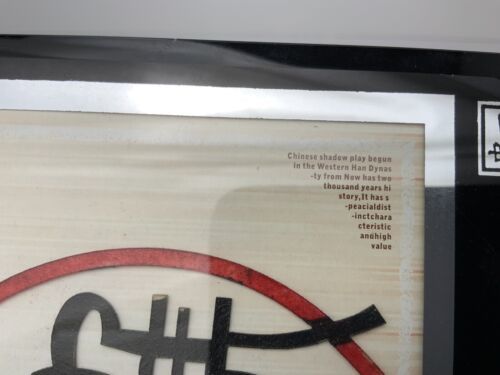 Chinese shadow play begun
in the Western Han Dynas
-ty from Now has two
thousand years hi
story,It has s
-peacialdist
-inctchara
cteristic
andhigh
value